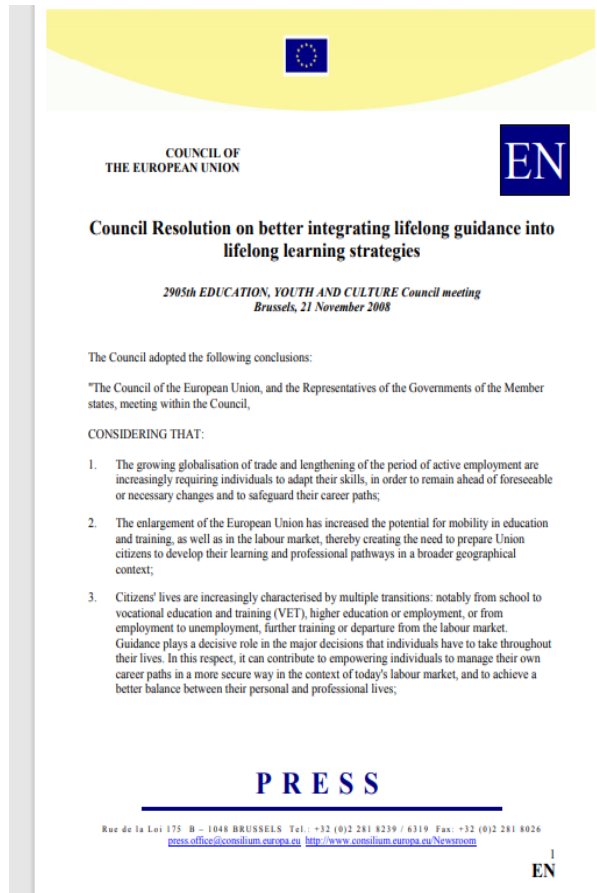 COUNCIL OF
THE EUROPEAN UNION
EN
Council Resolution on better integrating lifelong guidance into
lifelong learning strategies
2905th EDUCATION, YOUTH AND CULTURE Council meeting
Brussels, 21 November 2008
The Council adopted the following conclusions:
"The Council of the European Union, and the Representatives of the Governments of the Member
states, meeting within the Council,
CONSIDERING THAT:
1. The growing globalisation of trade and lengthening of the period of active employment are
increasingly requiring individuals to adapt their skills, in order to remain ahead of foreseeable
or necessary changes and to safeguard their career paths;
2. The enlargement of the European Union has increased the potential for mobility in education
and training, as well as in the labour market, thereby creating the need to prepare Union
citizens to develop their learning and professional pathways in a broader geographical
context;
3. Citizens' lives are increasingly characterised by multiple transitions: notably from school to
vocational education and training (VET), higher education or employment, or from
employment to unemployment, further training or departure from the labour market.
Guidance plays a decisive role in the major decisions that individuals have to take throughout
their lives. In this respect, it can contribute to empowering individuals to manage their own
career paths in a more secure way in the context of today's labour market, and to achieve a
better balance between their personal and professional lives;
PRESS
Rue de la Loi 175 B – 1048 BRUSSELS Tel.: +32 (0)2 281 8239 / 6319 Fax: +32 (0)2 281 8026
press.office@consilium.europa.eu http://www.consilium.europa.eu/Newsroom
1
EN